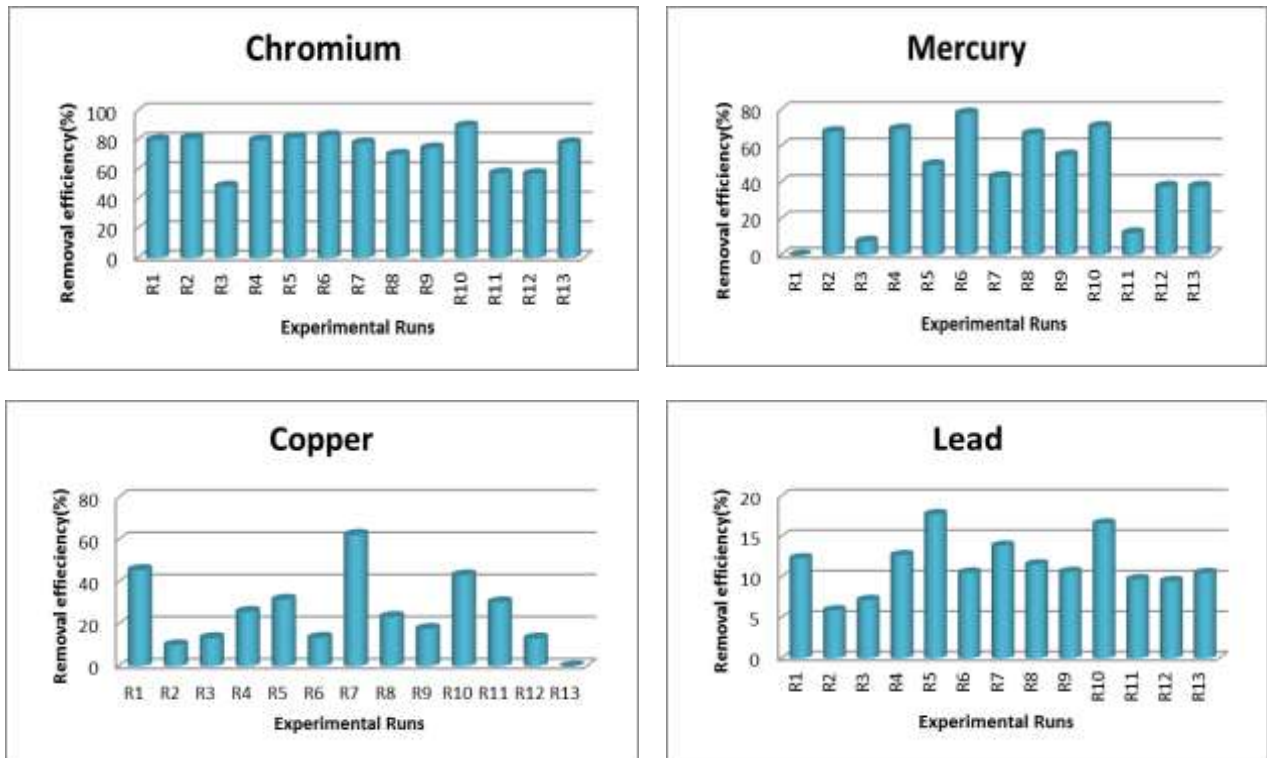 Chromium
Removal efficiency(%)
100
80
60
40
20
0
R1 R2 R3 R4 R5 R6 R7 R8 R9 R10 R11 R12 R13
Experimental Runs
Mercury
Removal efficiency(%)
80
60
40
20
0
R1 R2 R3 R4 R5 R6 R7 R8 R9 R10 R11 R12 R13
Experimental Runs
Copper
Removal effieciency(%)
80
60
40
20
0
R1 R2 R3 R4 R5 R6 R7 R8 R9 R10 R11 R12 R13
Experimental Runs
Lead
Removal efficiency(%)
20
15
10
5
0
R1 R2 R3 R4 R5 R6 R7 R8 R9 R10 R11 R12 R13
Experimental Runs